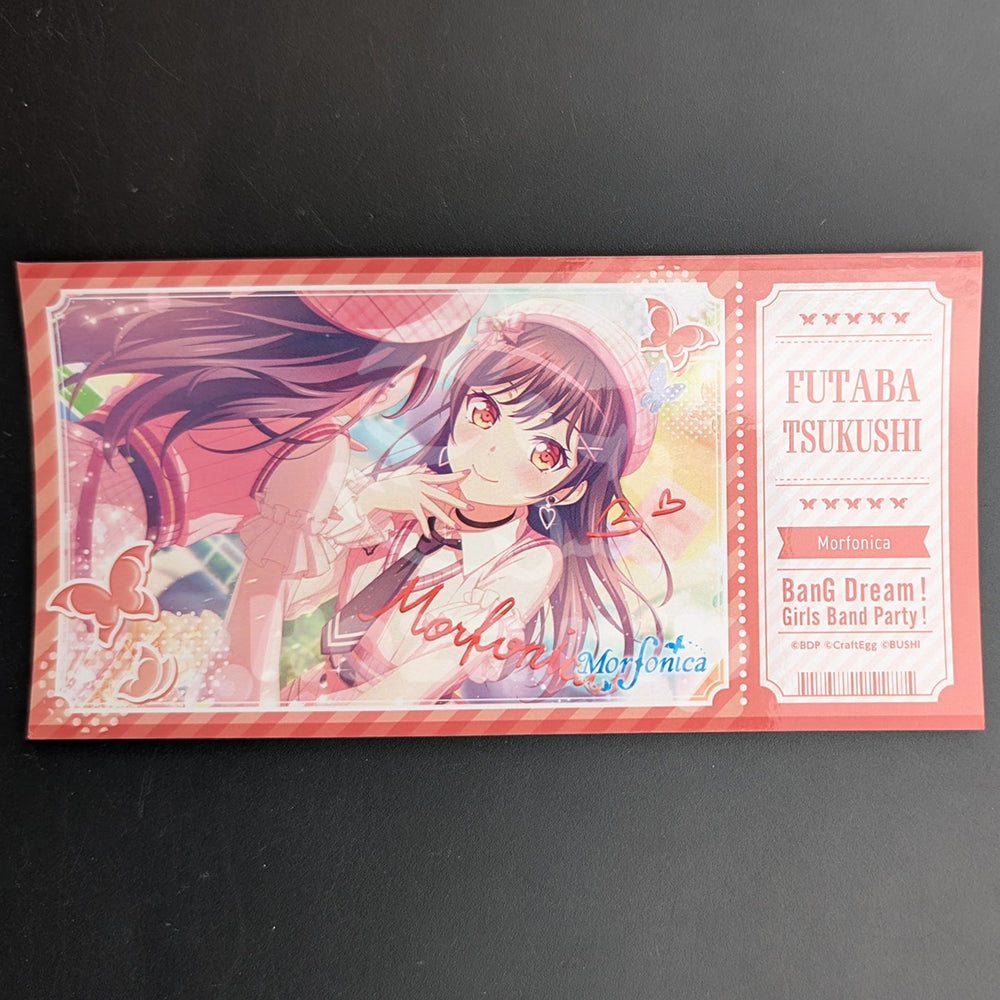 Morfonica
Morfonica
FUTABA
TSUKUSHI
Morfonica
BanG Dream!
Girls Band Party!
©BDP ©CraftEgg ©BUSHI